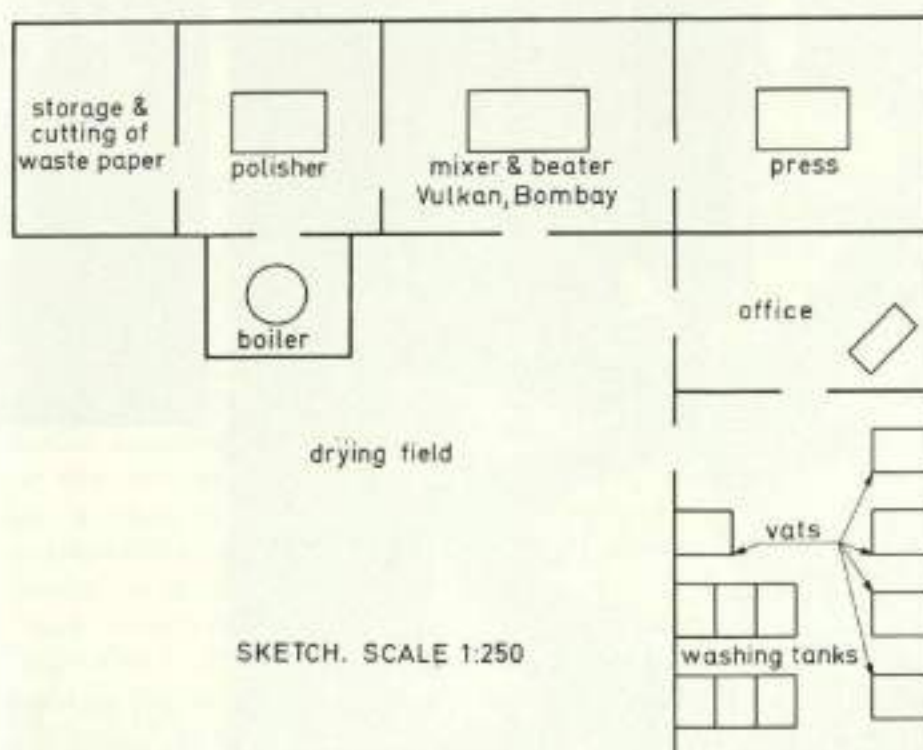 storage &
cutting of
waste paper
polisher
mixer & beater
Vulkan, Bombay
press
boiler
office
drying field
vats
SKETCH. SCALE 1:250
washing tanks